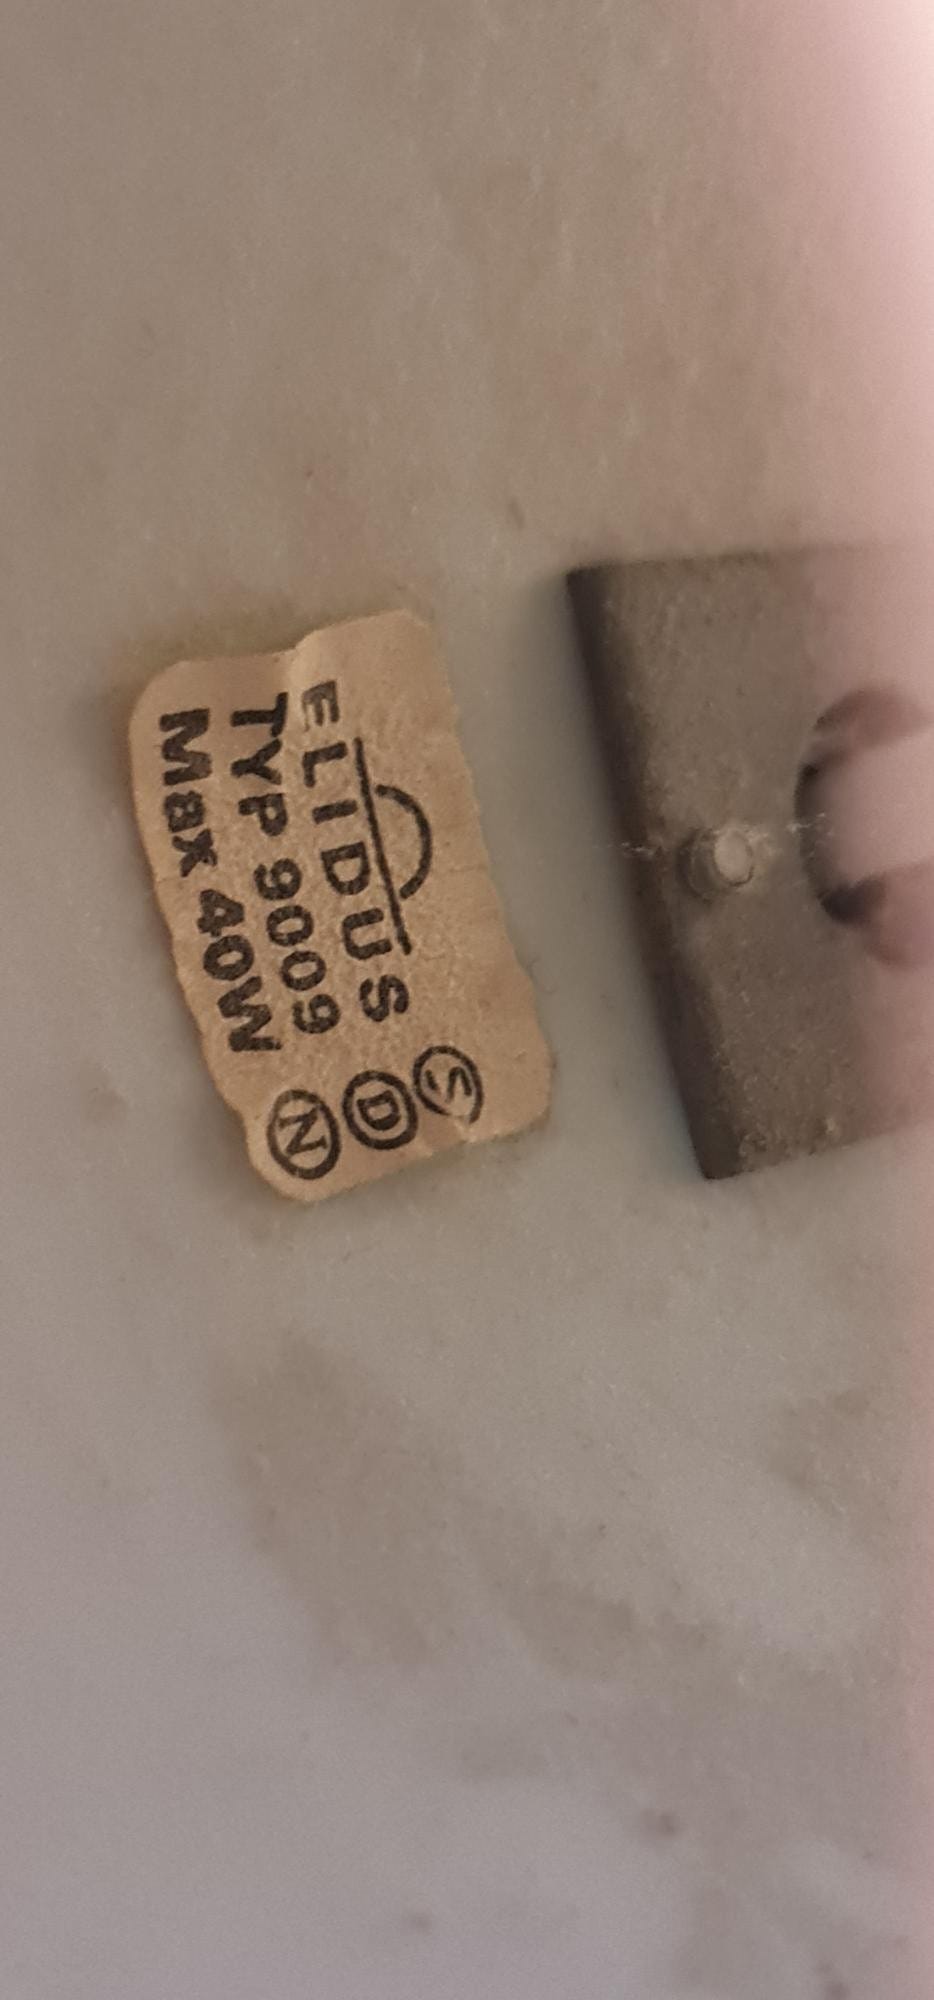 ELIDUS
TYP 9009
Max 40W
S
D
N